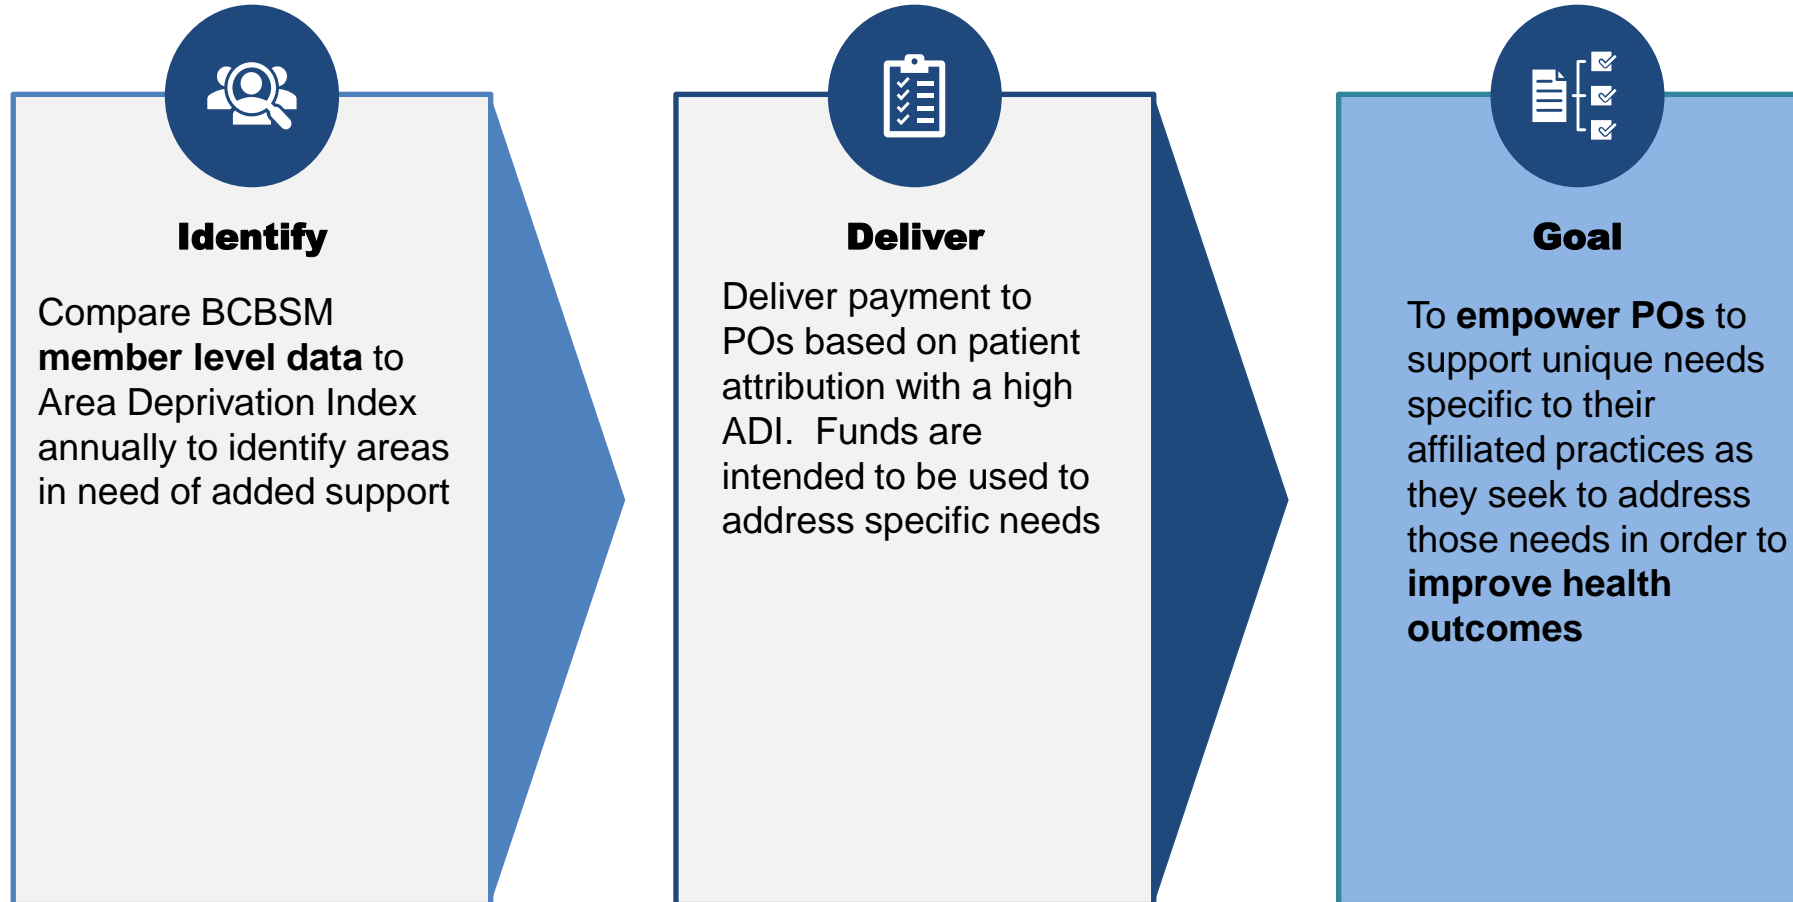 Identify
Compare BCBSM
member level data to
Area Deprivation Index
annually to identify areas
in need of added support
Deliver
Deliver payment to
POs based on patient
attribution with a high
ADI.  Funds are
intended to be used to
address specific needs
Goal
To empower POs to
support unique needs
specific to their
affiliated practices as
they seek to address
those needs in order to
improve health
outcomes